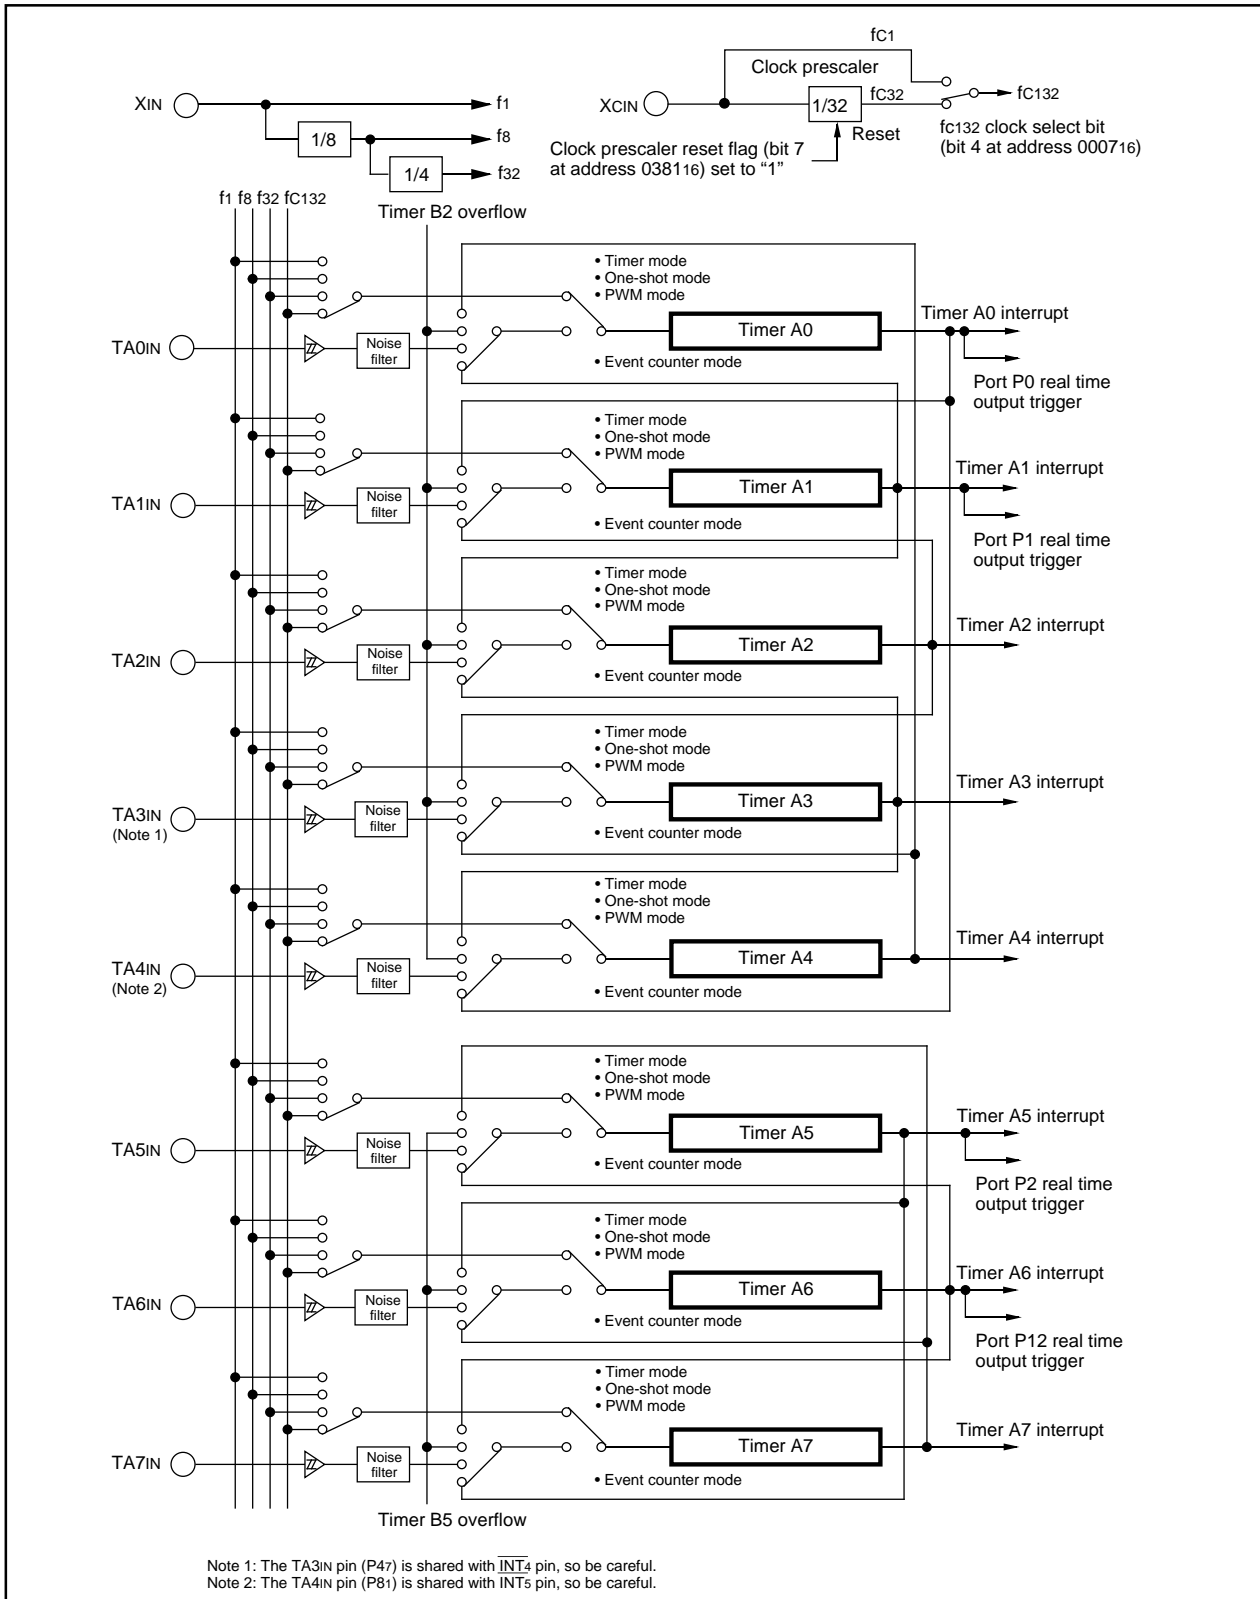 fC1
Clock prescaler
XIN
f1
XCIN
1/32
fC32
fC132
1/8
f8
Reset
fC132 clock select bit
(bit 4 at address 000716)
Clock prescaler reset flag (bit 7
at address 038116) set to “1”
1/4
f32
f1 f8 f32 fC132
Timer B2 overflow
• Timer mode
• One-shot mode
• PWM mode
TA0IN
Noise
filter
Timer A0
• Event counter mode
Timer A0 interrupt
Port P0 real time
output trigger
• Timer mode
• One-shot mode
• PWM mode
TA1IN
Noise
filter
Timer A1
• Event counter mode
Timer A1 interrupt
Port P1 real time
output trigger
• Timer mode
• One-shot mode
• PWM mode
TA2IN
Noise
filter
Timer A2
• Event counter mode
Timer A2 interrupt
• Timer mode
• One-shot mode
• PWM mode
TA3IN
(Note 1)
Noise
filter
Timer A3
• Event counter mode
Timer A3 interrupt
• Timer mode
• One-shot mode
• PWM mode
TA4IN
(Note 2)
Noise
filter
Timer A4
• Event counter mode
Timer A4 interrupt
• Timer mode
• One-shot mode
• PWM mode
TA5IN
Noise
filter
Timer A5
• Event counter mode
Timer A5 interrupt
Port P2 real time
output trigger
• Timer mode
• One-shot mode
• PWM mode
TA6IN
Noise
filter
Timer A6
• Event counter mode
Timer A6 interrupt
Port P12 real time
output trigger
• Timer mode
• One-shot mode
• PWM mode
TA7IN
Noise
filter
Timer A7
• Event counter mode
Timer A7 interrupt
Timer B5 overflow
Note 1: The TA3IN pin (P47) is shared with INT4 pin, so be careful.
Note 2: The TA4IN pin (P81) is shared with INT5 pin, so be careful.